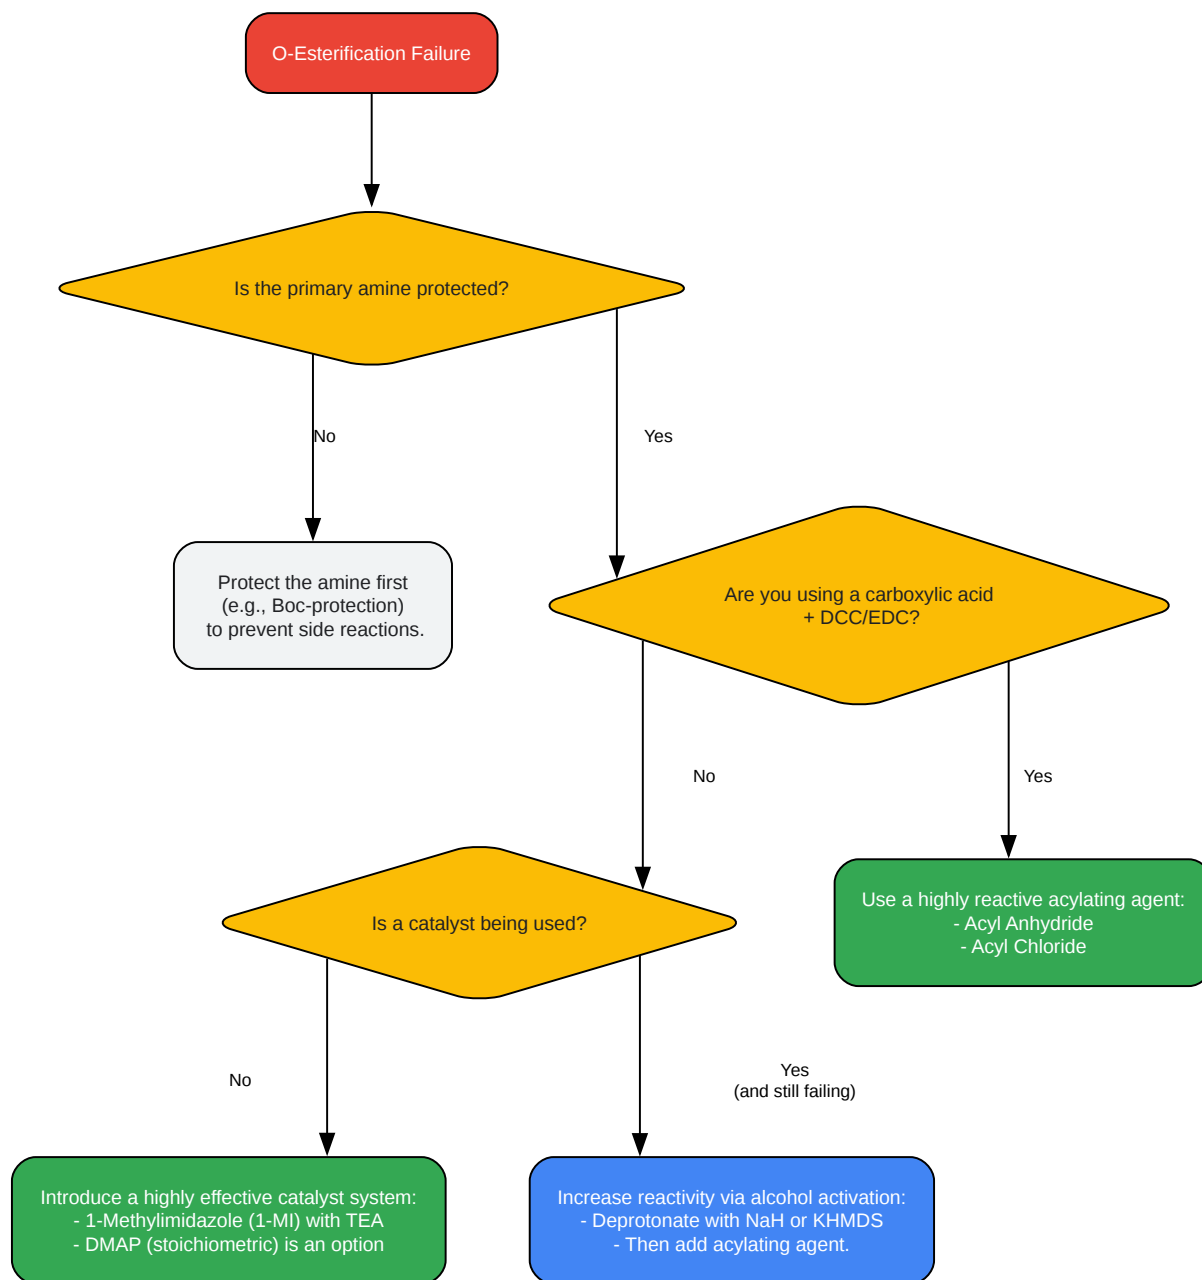 O-Esterification Failure
Is the primary amine protected?
No
Yes
Protect the amine first
(e.g., Boc-protection)
to prevent side reactions.
Are you using a carboxylic acid
+ DCC/EDC?
No
Yes
Use a highly reactive acylating agent:
- Acyl Anhydride
- Acyl Chloride
Is a catalyst being used?
No
Yes
(and still failing)
Introduce a highly effective catalyst system:
- 1-Methylimidazole (1-MI) with TEA
- DMAP (stoichiometric) is an option
Increase reactivity via alcohol activation:
- Deprotonate with NaH or KHMDS
- Then add acylating agent.